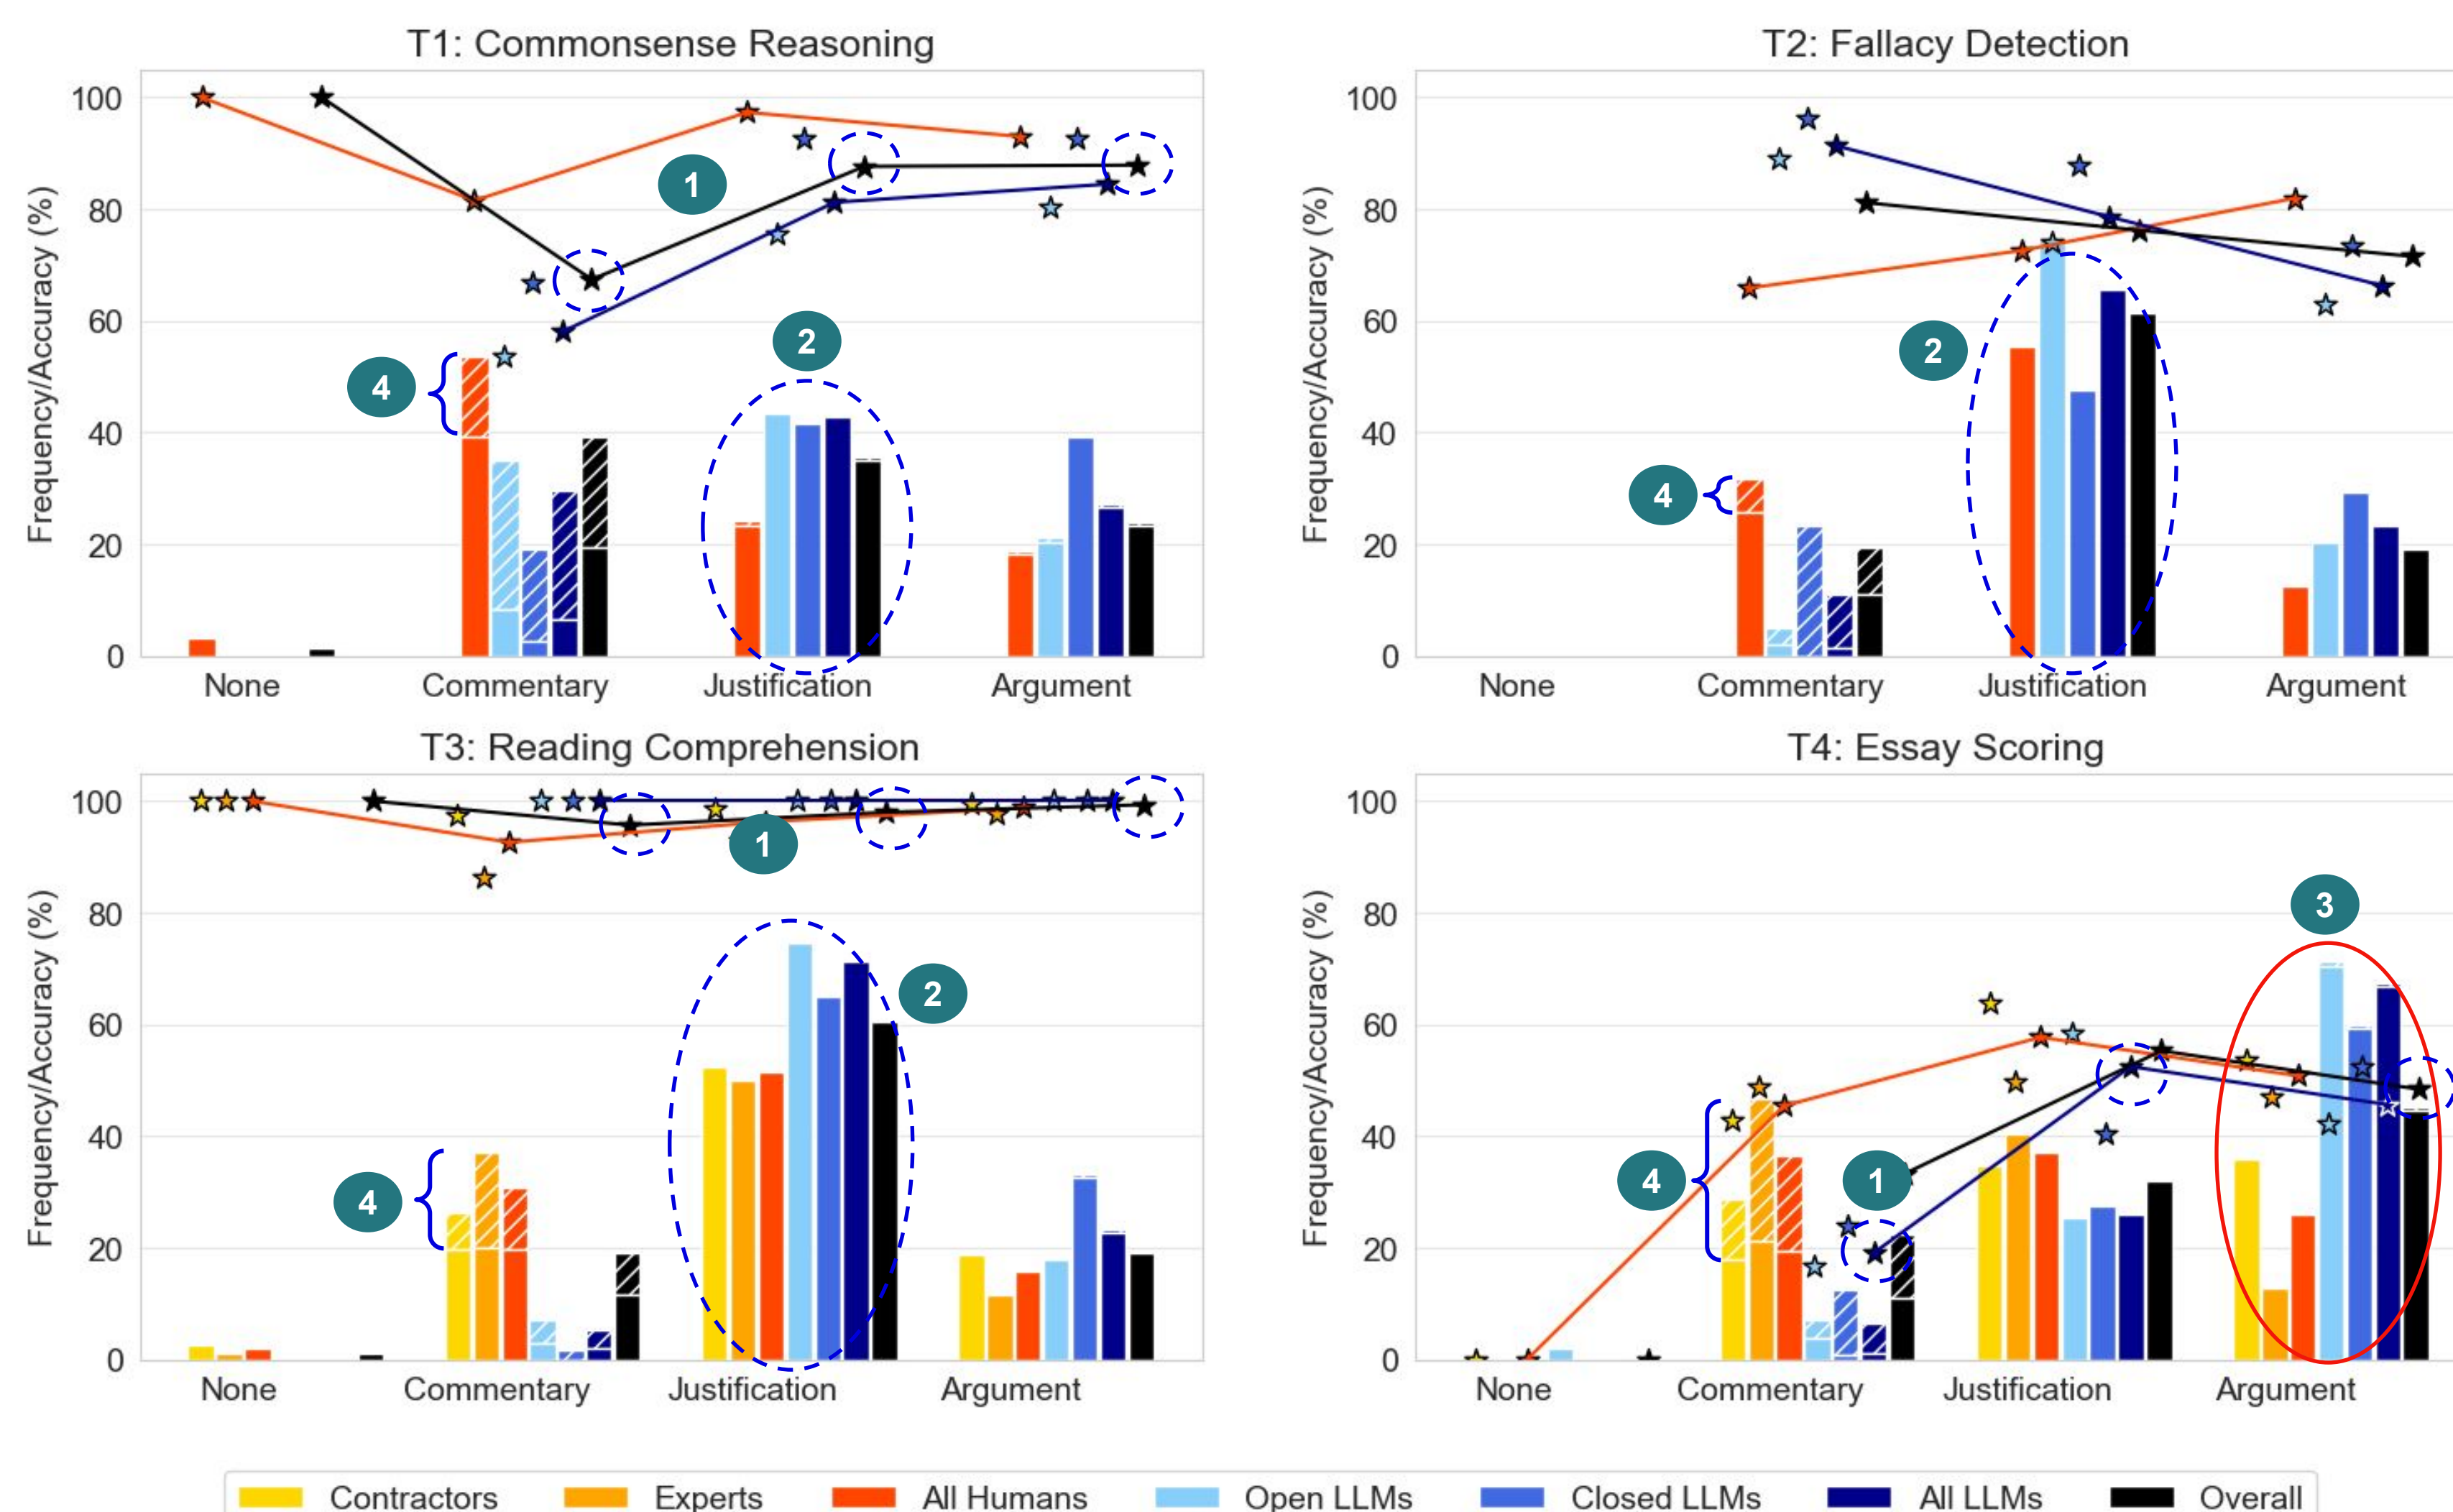 T1: Commonsense Reasoning
Frequency/Accuracy (%)
100
80
60
40
20
0
1
2
4
None Commentary Justification Argument
T2: Fallacy Detection
Frequency/Accuracy (%)
100
80
60
40
20
0
2
4
None Commentary Justification Argument
T3: Reading Comprehension
Frequency/Accuracy (%)
100
80
60
40
20
0
1
2
4
None Commentary Justification Argument
T4: Essay Scoring
Frequency/Accuracy (%)
100
80
60
40
20
0
3
4
1
None Commentary Justification Argument
Contractors Experts All Humans Open LLMs Closed LLMs All LLMs Overall